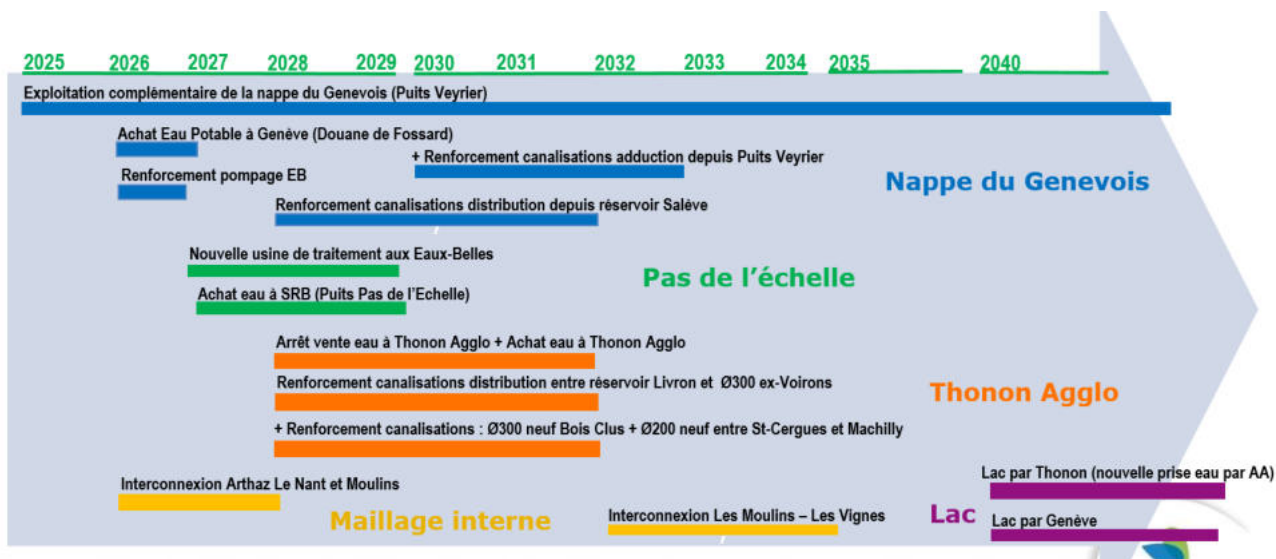 2025 2026 2027 2028 2029 2030 2031 2032 2033 2034 2035 2040
Exploitation complémentaire de la nappe du Genevois (Puits Veyrier)
Achat Eau Potable à Genève (Douane de Fossard)
+ Renforcement canalisations adduction depuis Puits Veyrier
Renforcement pompage EB
Nappe du Genevois
Renforcement canalisations distribution depuis réservoir Salève
Nouvelle usine de traitement aux Eaux-Belles
Pas de l'échelle
Achat eau à SRB (Puits Pas de l'Echelle)
Arrêt vente eau à Thonon Agglo + Achat eau à Thonon Agglo
Renforcement canalisations distribution entre réservoir Livron et Ø300 ex-Voirons
Thonon Agglo
+ Renforcement canalisations : Ø300 neuf Bois Clus + Ø200 neuf entre St-Cergues et Machilly
Lac par Thonon (nouvelle prise eau par AA)
Interconnexion Arthaz Le Nant et Moulins
Maillage interne
Interconnexion Les Moulins – Les Vignes
Lac
Lac par Genève